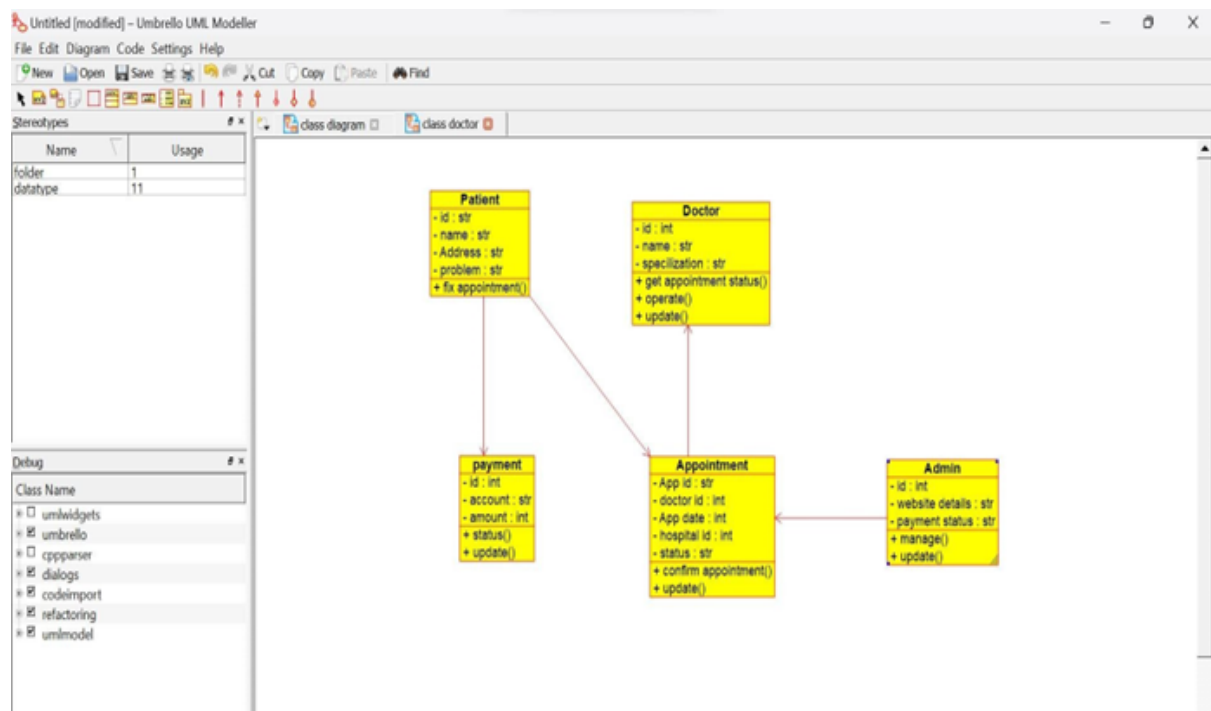 Untitled [modified] – Umbrello UML Modeller
File Edit Diagram Code Settings Help
New Open Save Cut Copy Paste Find
Stereotypes
class diagram class doctor
Name Usage
folder 1
datatype 11
Patient
- id : str
- name : str
- Address : str
- problem : str
+ fix appointment()
Doctor
- id : int
- name : str
- specilization : str
+ get appointment status()
+ operate()
+ update()
payment
- id : int
- account : str
- amount : int
+ status()
+ update()
Appointment
- App id : str
- doctor id : int
- App date : int
- hospital id : int
- status : str
+ confirm appointment()
+ update()
Admin
- id : int
- website details : str
- payment status : str
+ manage()
+ update()
Debug
Class Name
umlwidgets
umbrello
cppparser
dialogs
codeimport
refactoring
umlmodel